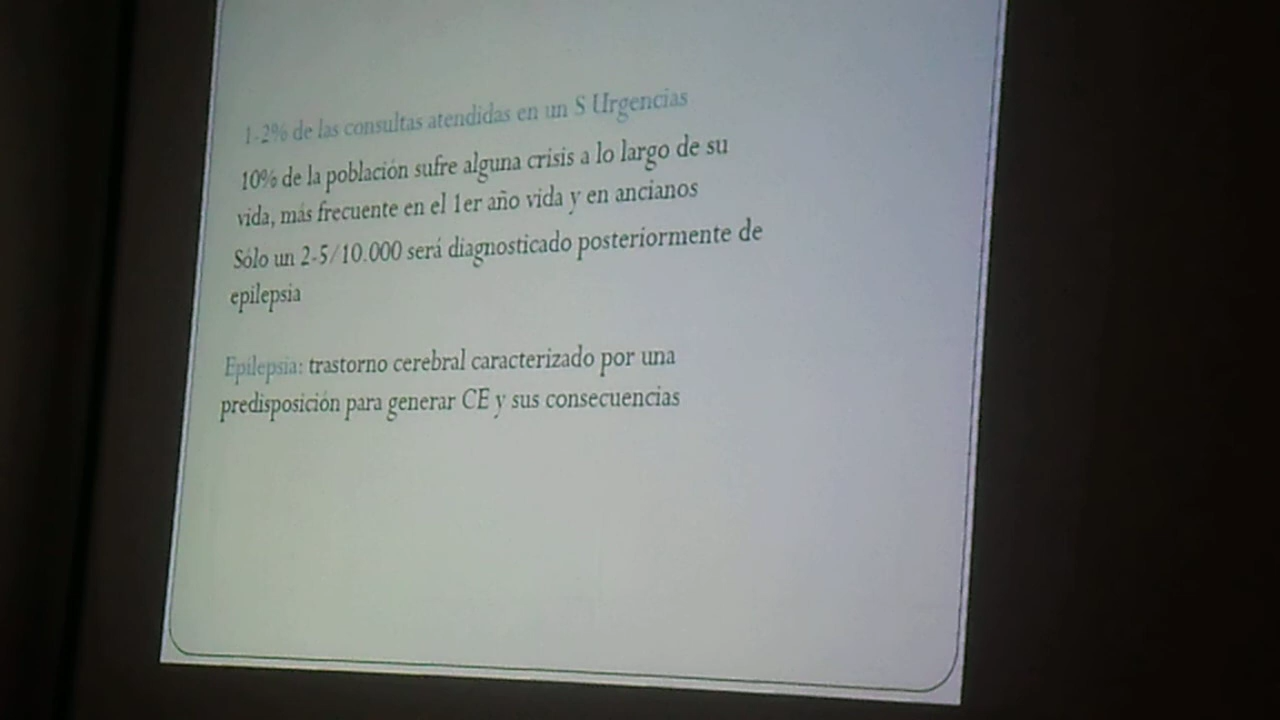 1-2% de las consultas atendidas en un S Urgencias
10% de la población sufre alguna crisis a lo largo de su
vida, más frecuente en el 1er año vida y en ancianos
Sólo un 2-5/10.000 será diagnosticado posteriormente de
epilepsia
Epilepsia: trastorno cerebral caracterizado por una
predisposición para generar CE y sus consecuencias